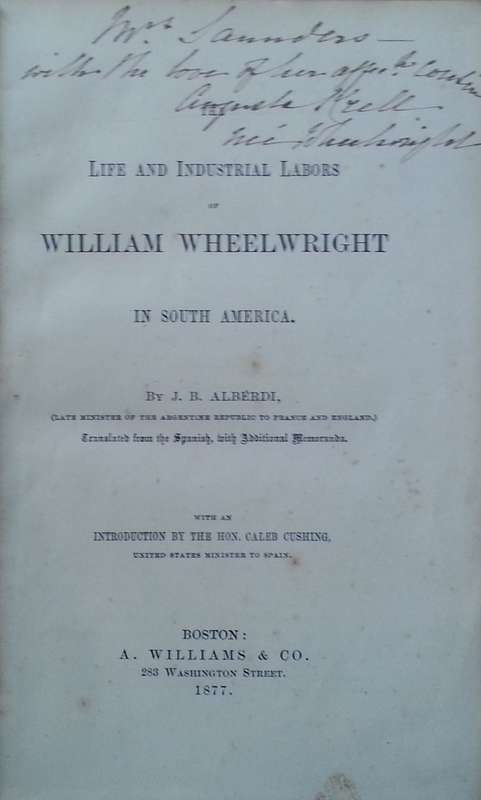 Mrs Saunders —
with the love of her affte. Cousin
Augusta Krell
née Wheelwright
THE
LIFE AND INDUSTRIAL LABORS
OF
WILLIAM WHEELWRIGHT
IN SOUTH AMERICA.
BY J. B. ALBERDI,
(LATE MINISTER OF THE ARGENTINE REPUBLIC TO FRANCE AND ENGLAND.)
Translated from the Spanish, with Additional Memoranda.
WITH AN
INTRODUCTION BY THE HON. CALEB CUSHING,
UNITED STATES MINISTER TO SPAIN.
BOSTON:
A. WILLIAMS & CO.
283 WASHINGTON STREET.
1877.